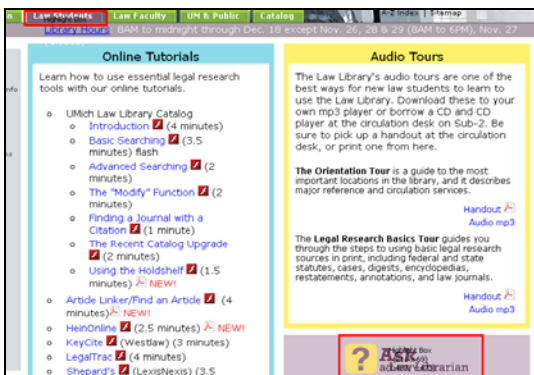 Law Students
Law Faculty
UM & Public
Catalog
A-Z Index | Sitemap
Highlight Box
Library Hours: 8AM to midnight through Dec. 18 except Nov. 26, 28 & 29 (8AM to 6PM), Nov. 27
Online Tutorials
Learn how to use essential legal research
tools with our online tutorials.
UMich Law Library Catalog
Introduction (4 minutes)
Basic Searching (3.5
minutes) flash
Advanced Searching (2
minutes)
The "Modify" Function (2
minutes)
Finding a Journal with a
Citation (1 minute)
The Recent Catalog Upgrade
(2 minutes)
Using the Holdshelf (1.5
minutes) NEW!
Article Linker/Find an Article (4
minutes) NEW!
HeinOnline (2.5 minutes) NEW!
KeyCite (Westlaw) (3 minutes)
LegalTrac (4 minutes)
Shepard's (LexisNexis) (3.5
Audio Tours
The Law Library's audio tours are one of the
best ways for new law students to learn to
use the Law Library. Download these to your
own mp3 player or borrow a CD and CD
player at the circulation desk on Sub-2. Be
sure to pick up a handout at the circulation
desk, or print one from here.
The Orientation Tour is a guide to the most
important locations in the library, and it describes
major reference and circulation services.
Handout
Audio mp3
The Legal Research Basics Tour guides you
through the steps to using basic legal research
sources in print, including federal and state
statutes, cases, digests, encyclopedias,
restatements, annotations, and law journals.
Handout
Audio mp3
Highlight Box
? Ask
a librarian